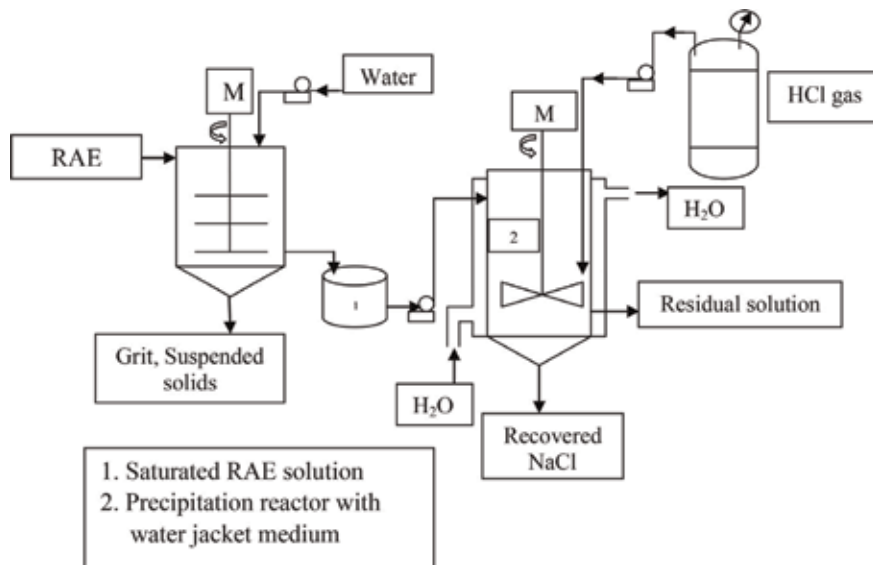 M
Water
RAE
M
HCl gas
H₂O
2
1
Residual solution
Grit, Suspended
solids
H₂O
Recovered
NaCl
1. Saturated RAE solution
2. Precipitation reactor with
water jacket medium